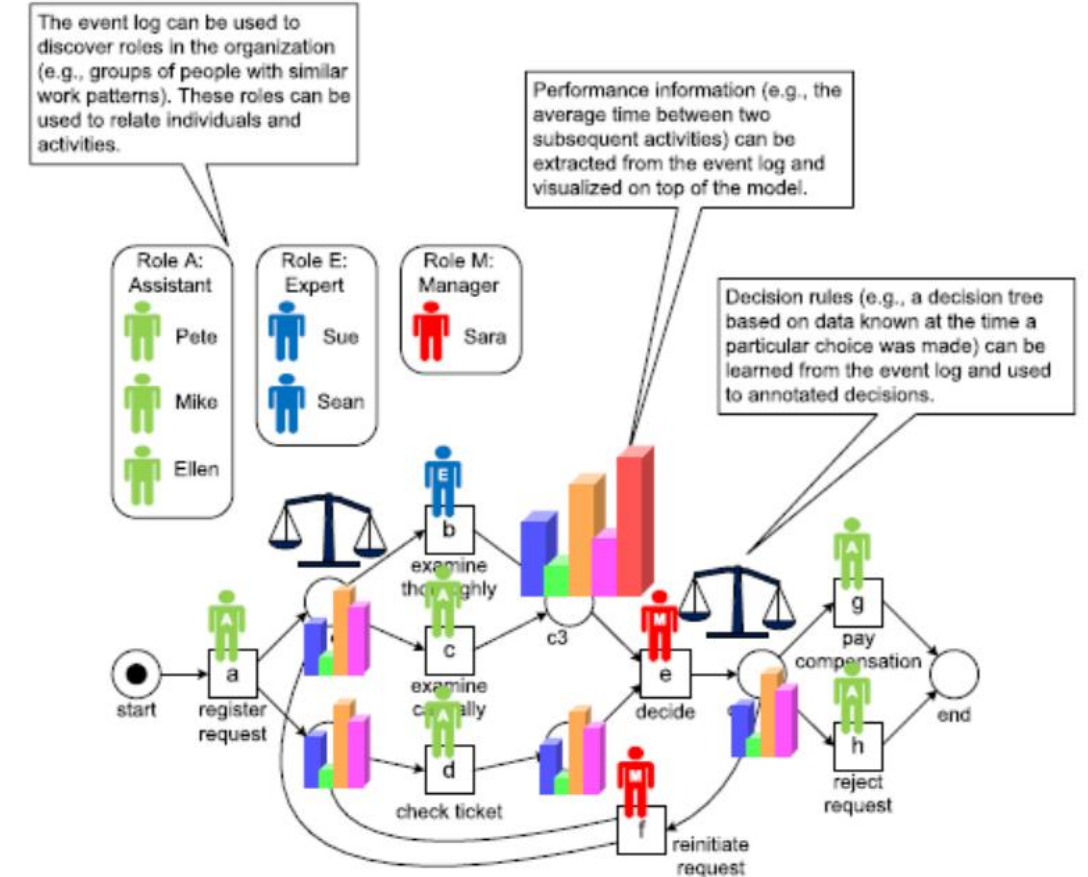 The event log can be used to
discover roles in the organization
(e.g., groups of people with similar
work patterns). These roles can be
used to relate individuals and
activities.
Performance information (e.g., the
average time between two
subsequent activities) can be
extracted from the event log and
visualized on top of the model.
Decision rules (e.g., a decision tree
based on data known at the time a
particular choice was made) can be
learned from the event log and used
to annotated decisions.
Role A:
Assistant
Pete
Mike
Ellen
Role E:
Expert
Sue
Sean
Role M:
Manager
Sara
start
A
a
register
request
E
b
examine
A
c
examine
A
d
check ticket
c3
M
e
decide
M
f
reinitiate
request
A
g
pay
compensation
A
h
reject
request
end